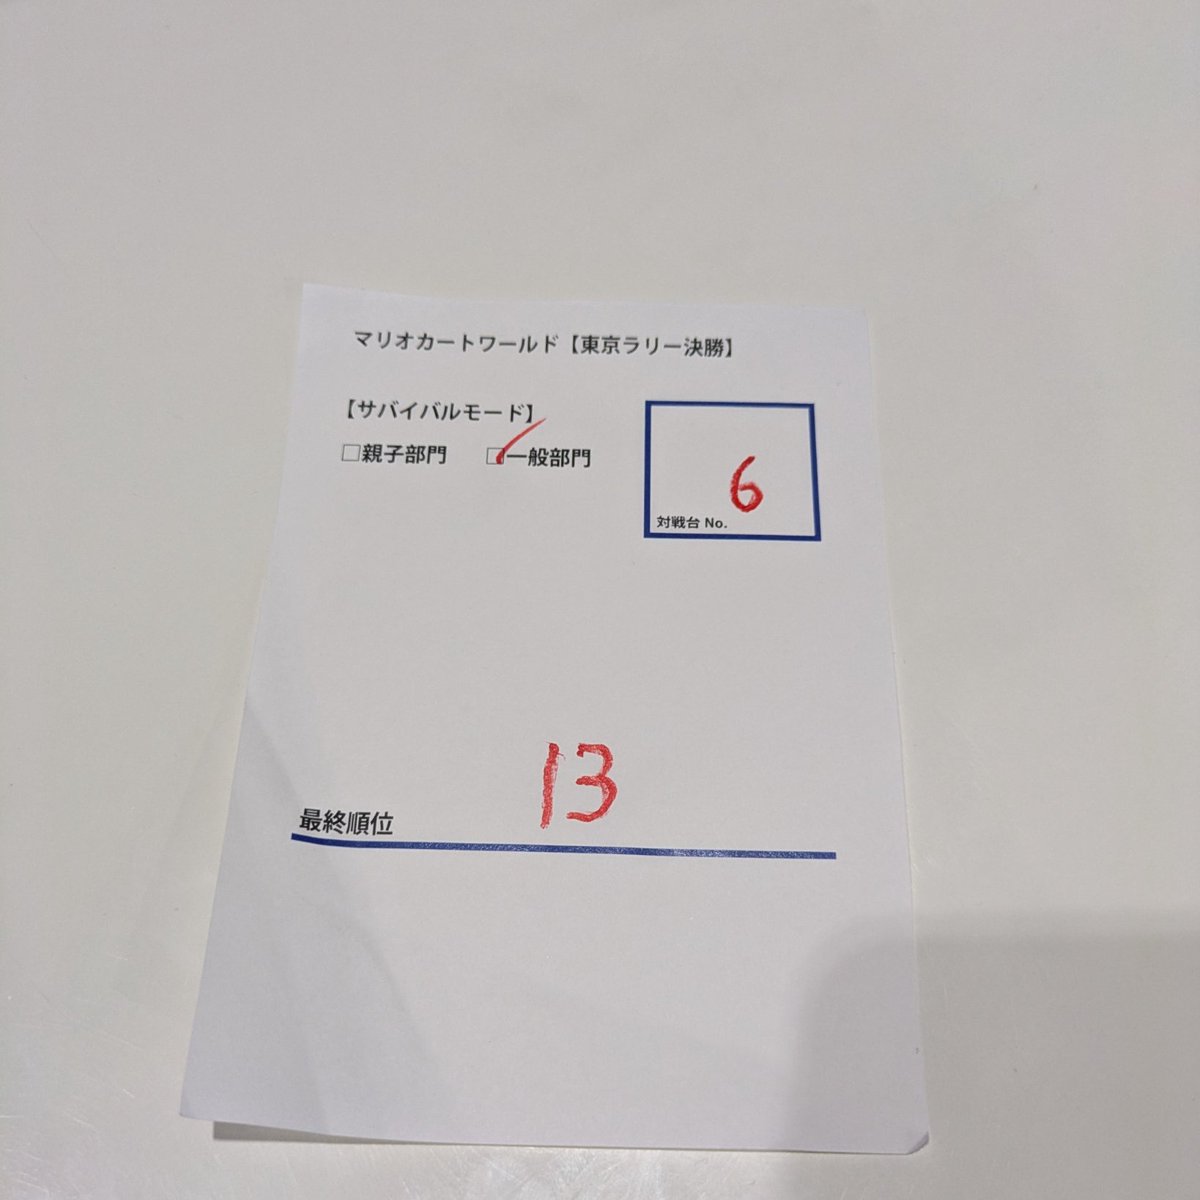 マリオカートワールド【東京ラリー決勝】
【サバイバルモード】
□親子部門 ☑一般部門
6
対戦台 No.
13
最終順位